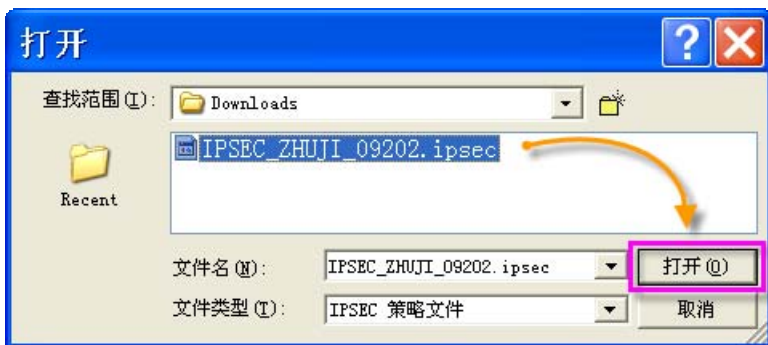 打开
查找范围(I):
Downloads
IPSEC_ZHUJI_09202.ipsec
Recent
文件名(N):
IPSEC_ZHUJI_09202.ipsec
打开(O)
文件类型(T):
IPSEC 策略文件
取消